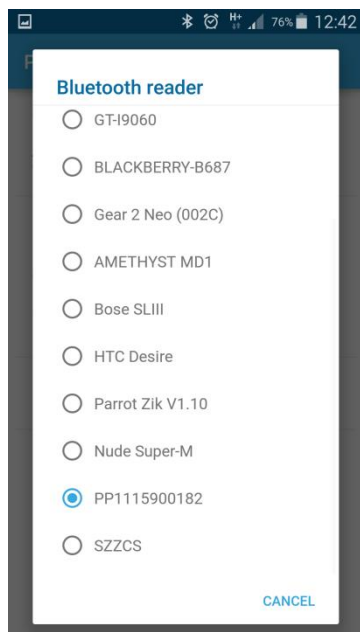 H+ 76% 12:42
Bluetooth reader
GT-I9060
BLACKBERRY-B687
Gear 2 Neo (002C)
AMETHYST MD1
Bose SLIII
HTC Desire
Parrot Zik V1.10
Nude Super-M
PP1115900182
SZZCS
CANCEL